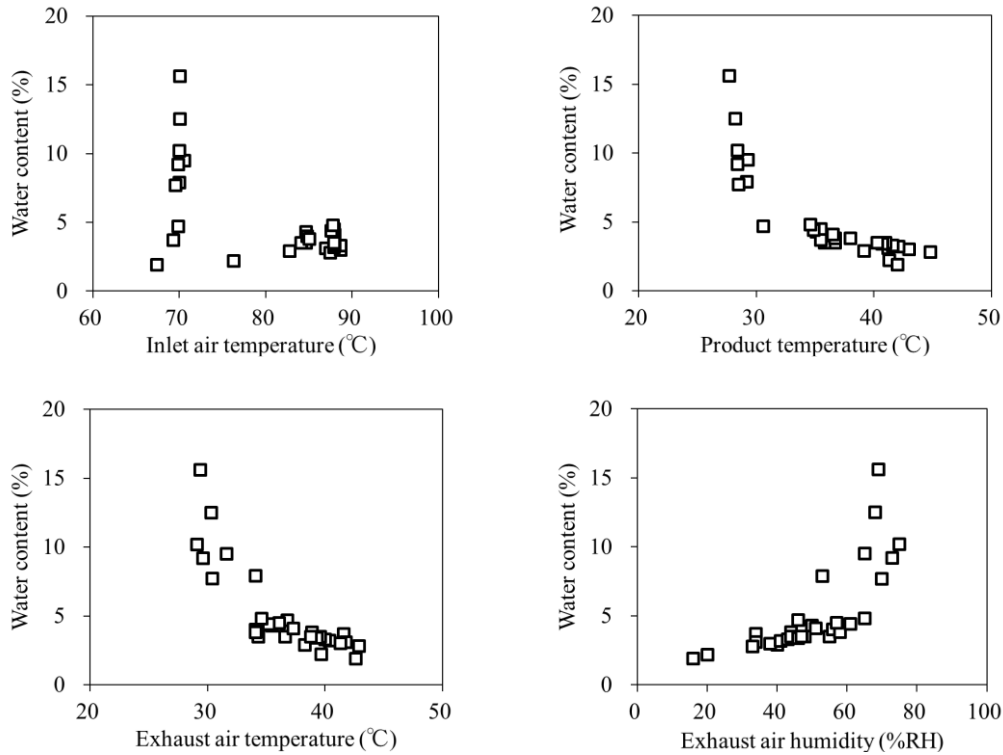 20
15
10
5
0
Water content (%)
60 70 80 90 100
Inlet air temperature (℃)
20
15
10
5
0
Water content (%)
20 30 40 50
Product temperature (℃)
20
15
10
5
0
Water content (%)
20 30 40 50
Exhaust air temperature (℃)
20
15
10
5
0
Water content (%)
0 20 40 60 80 100
Exhaust air humidity (%RH)